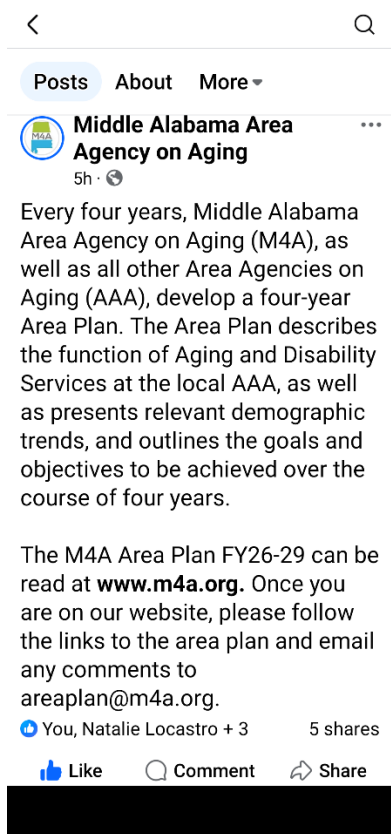 Posts About More
M4A
Middle Alabama Area
Agency on Aging
5h ·
Every four years, Middle Alabama
Area Agency on Aging (M4A), as
well as all other Area Agencies on
Aging (AAA), develop a four-year
Area Plan. The Area Plan describes
the function of Aging and Disability
Services at the local AAA, as well
as presents relevant demographic
trends, and outlines the goals and
objectives to be achieved over the
course of four years.
The M4A Area Plan FY26-29 can be
read at www.m4a.org. Once you
are on our website, please follow
the links to the area plan and email
any comments to
areaplan@m4a.org.
You, Natalie Locastro + 3 5 shares
Like Comment Share